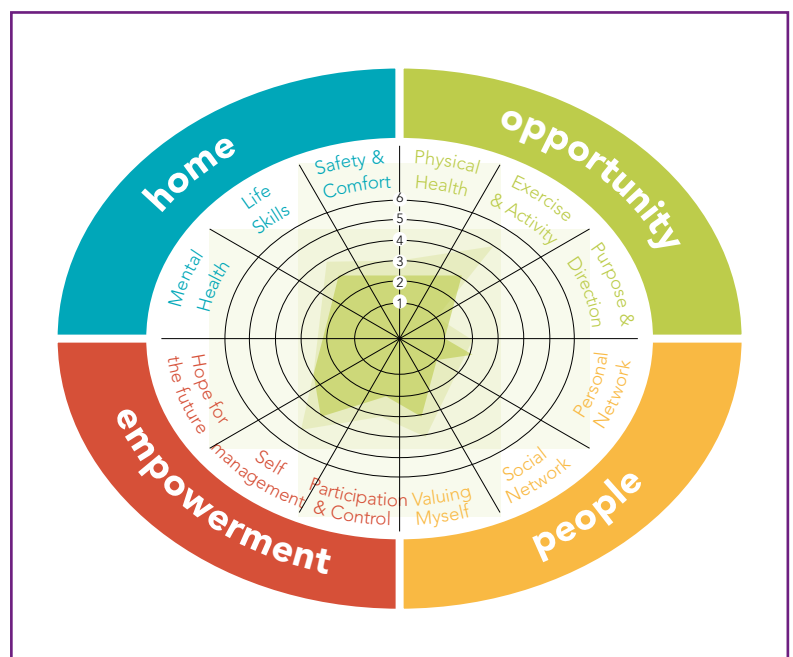 home
opportunity
Safety &
Comfort
Physical
Health
Life
Skills
Exercise
& Activity
Mental
Health
Purpose &
Direction
6
5
4
3
2
1
Hope for
the future
Personal
Network
Self
management
Social
Network
Participation
& Control
Valuing
Myself
empowerment
people